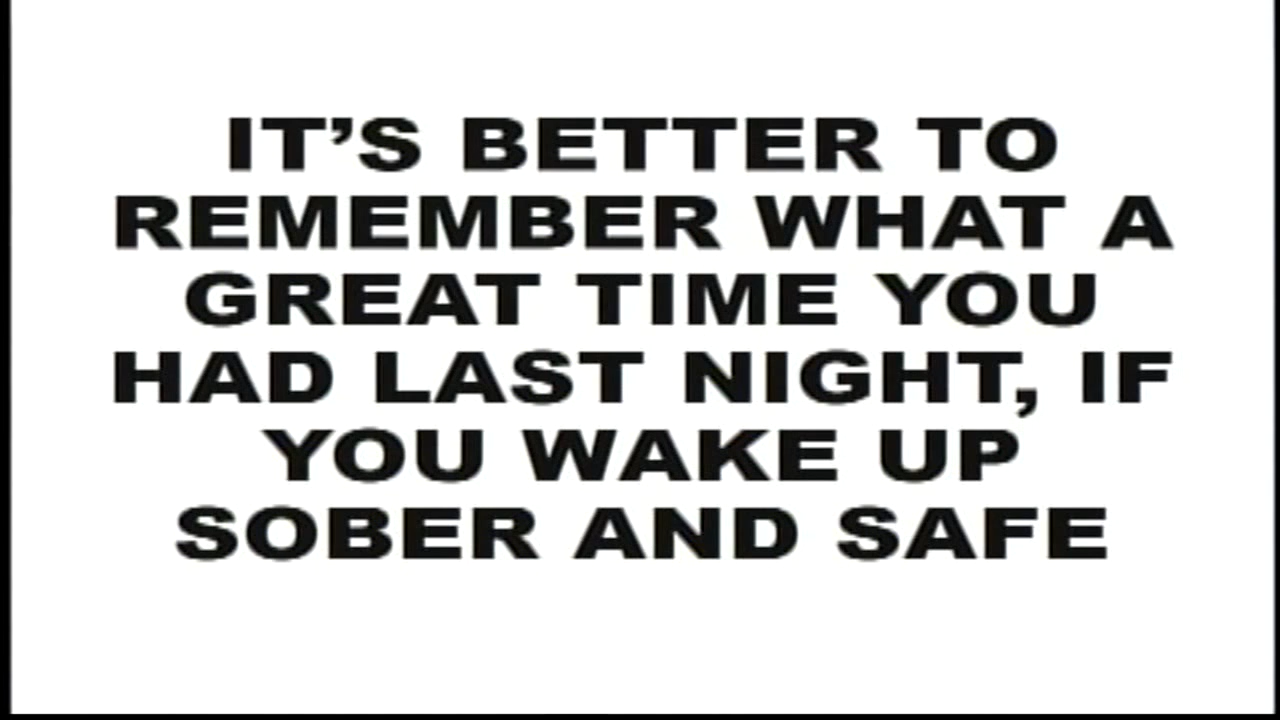 IT’S BETTER TO
REMEMBER WHAT A
GREAT TIME YOU
HAD LAST NIGHT, IF
YOU WAKE UP
SOBER AND SAFE